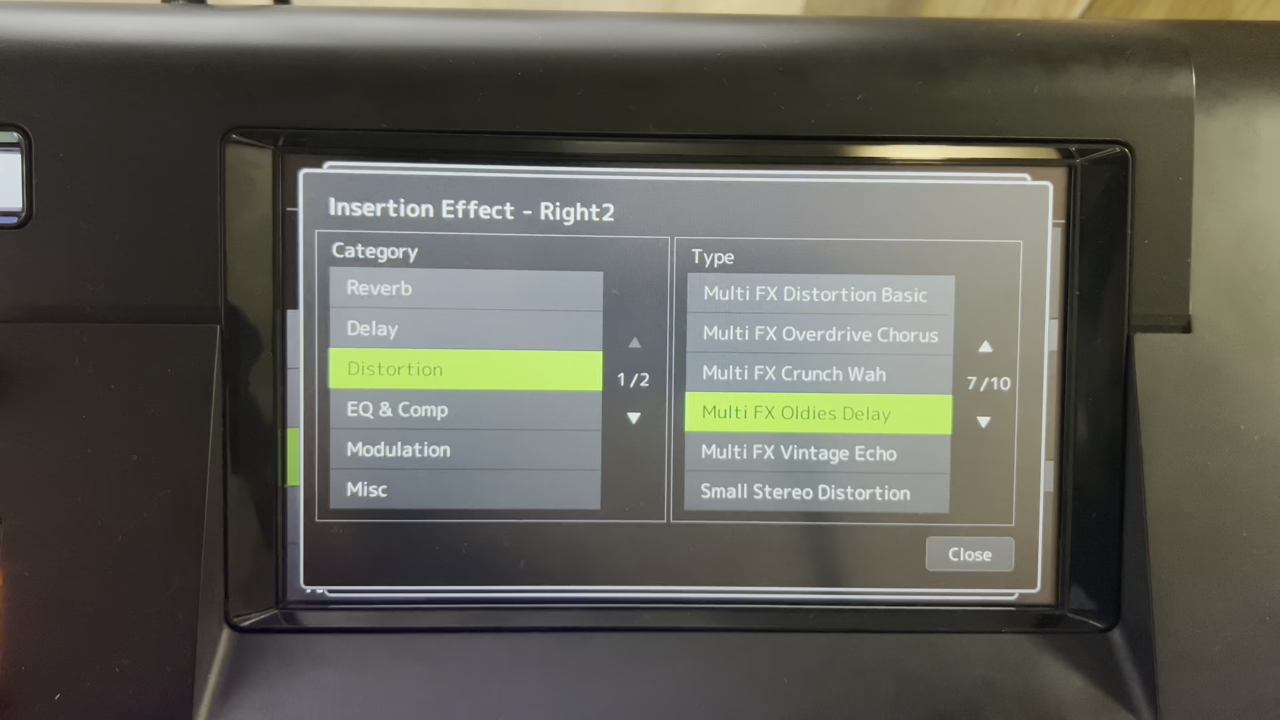 Insertion Effect - Right2
Category
Reverb
Delay
Distortion
EQ & Comp
Modulation
Misc
1/2
Type
Multi FX Distortion Basic
Multi FX Overdrive Chorus
Multi FX Crunch Wah
Multi FX Oldies Delay
Multi FX Vintage Echo
Small Stereo Distortion
7/10
Close